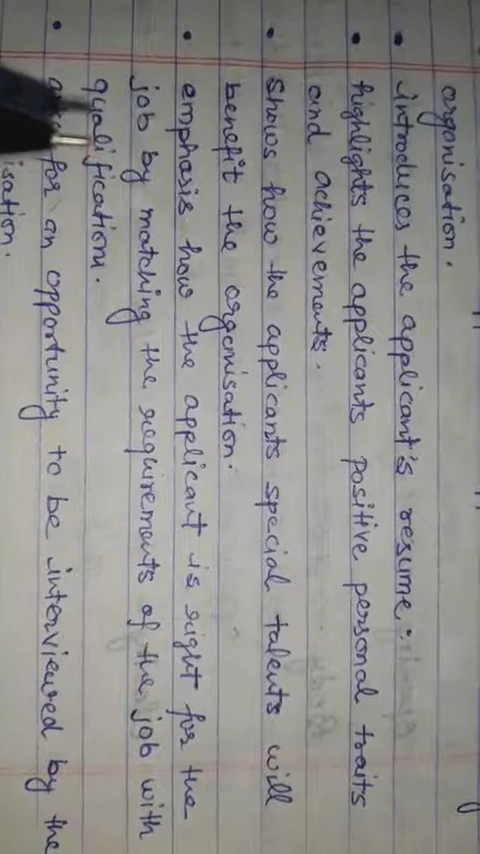 orgonisation.
• introduces the applicant's resume.
• highlights the applicants positive personal traits
and achievements.
• shows how the applicants special talents will
benefit the orgonisation.
• emphasis how the applicant is right for the
job by matching the requirements of the job with
qualification.
• for an opportunity to be interviewed by the
isation.